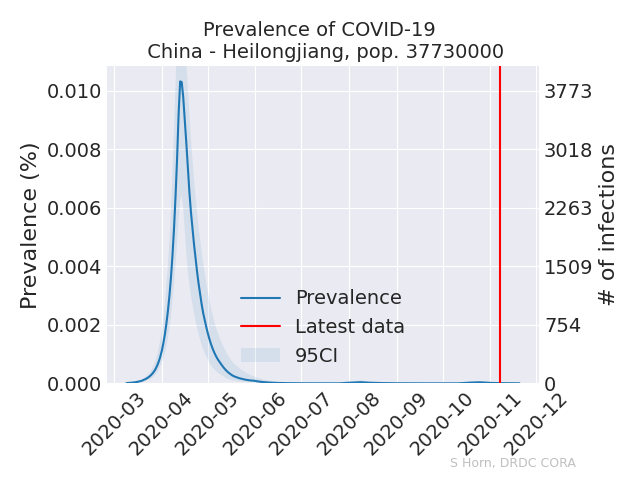 Prevalence of COVID-19
China - Heilongjiang, pop. 37730000
Prevalence (%)
0.010
0.008
0.006
0.004
0.002
0.000
3773
3018
2263
1509
754
0
# of infections
Prevalence
Latest data
95CI
2020-03
2020-04
2020-05
2020-06
2020-07
2020-08
2020-09
2020-10
2020-11
2020-12
S Horn, DRDC CORA